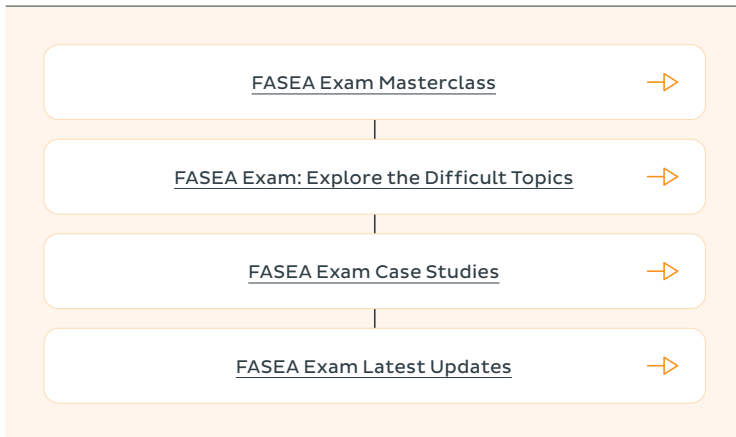 FASEA Exam Masterclass
FASEA Exam: Explore the Difficult Topics
FASEA Exam Case Studies
FASEA Exam Latest Updates